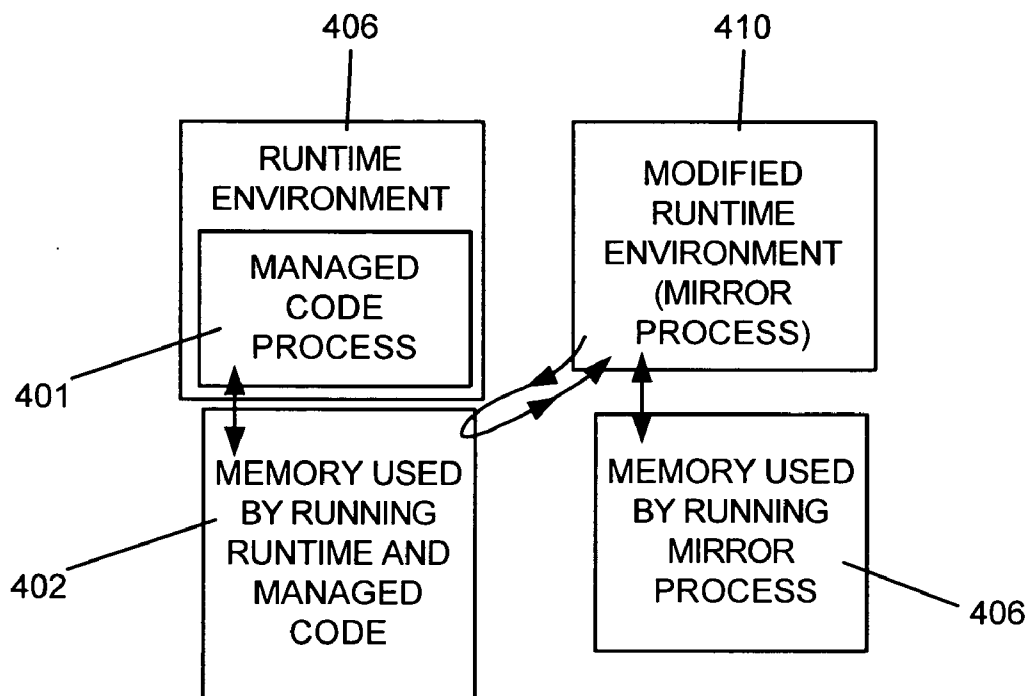 406
410
RUNTIME
ENVIRONMENT
MANAGED
CODE
PROCESS
401
MODIFIED
RUNTIME
ENVIRONMENT
(MIRROR
PROCESS)
MEMORY USED
BY RUNNING
RUNTIME AND
MANAGED
CODE
402
MEMORY USED
BY RUNNING
MIRROR
PROCESS
406